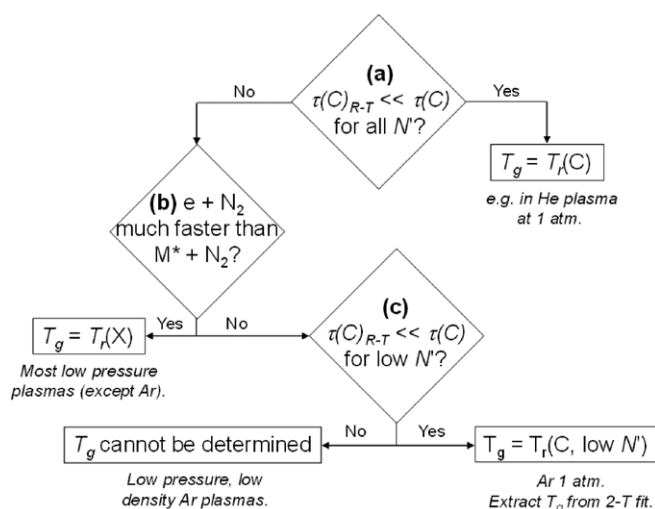 (a)
τ(C)R-T << τ(C)
for all N'?
No
Yes
Tg = Tr(C)
e.g. in He plasma
at 1 atm.
(b) e + N2
much faster than
M* + N2?
(c)
τ(C)R-T << τ(C)
for low N'?
Tg = Tr(X)
Yes
No
Most low pressure
plasmas (except Ar).
Tg cannot be determined
No
Yes
Tg = Tr(C, low N')
Low pressure, low
density Ar plasmas.
Ar 1 atm.
Extract Tg from 2-T fit.